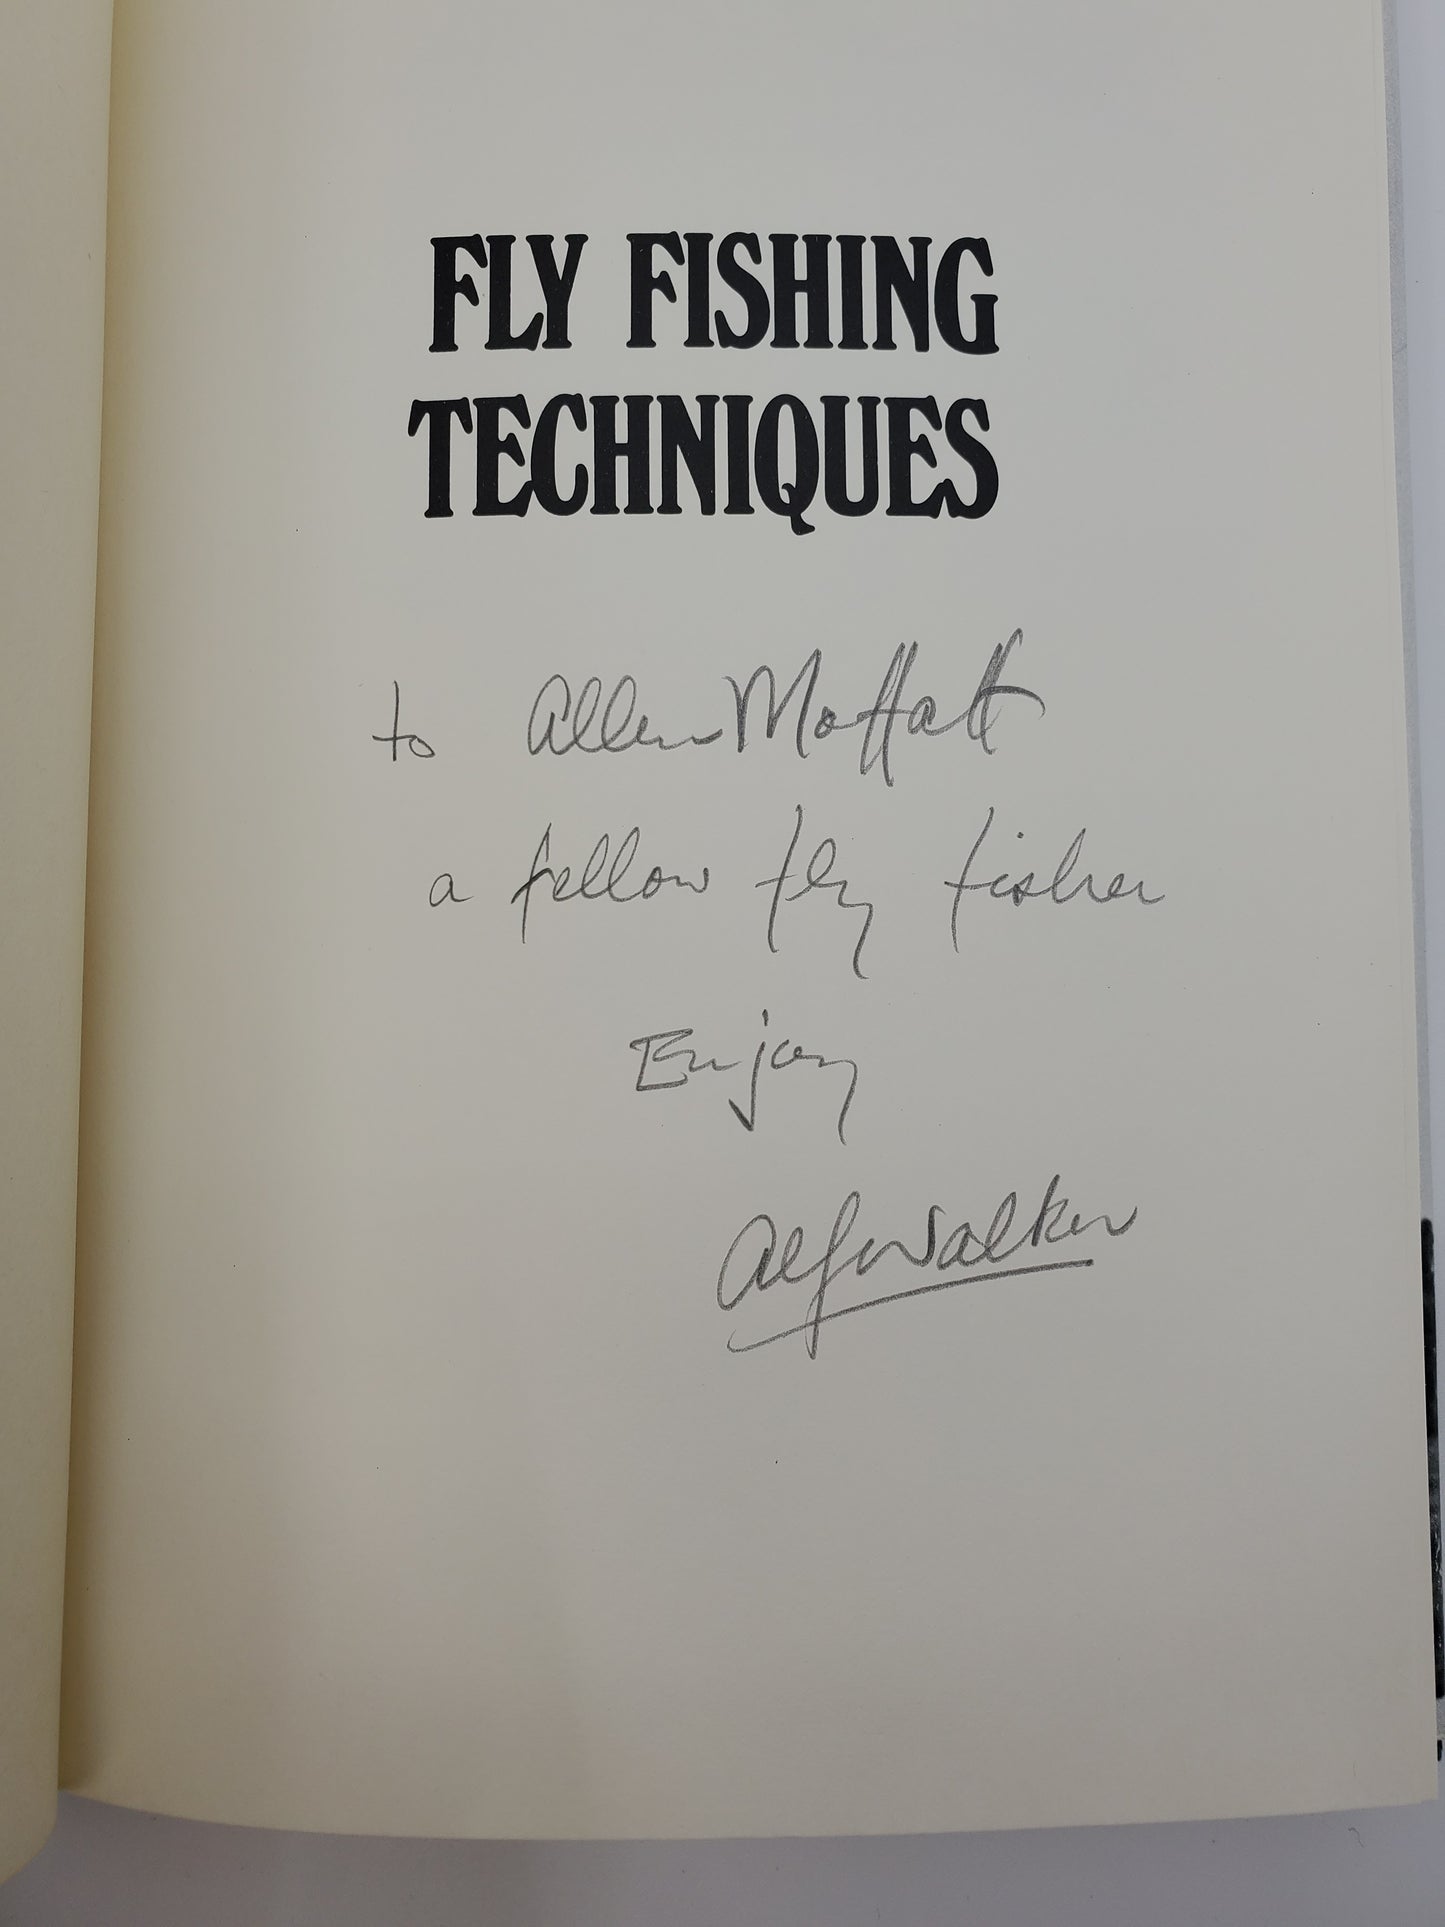 FLY FISHING
TECHNIQUES
to Allen Moffatt
a fellow fly fisher
Enjoy
Alf Walker